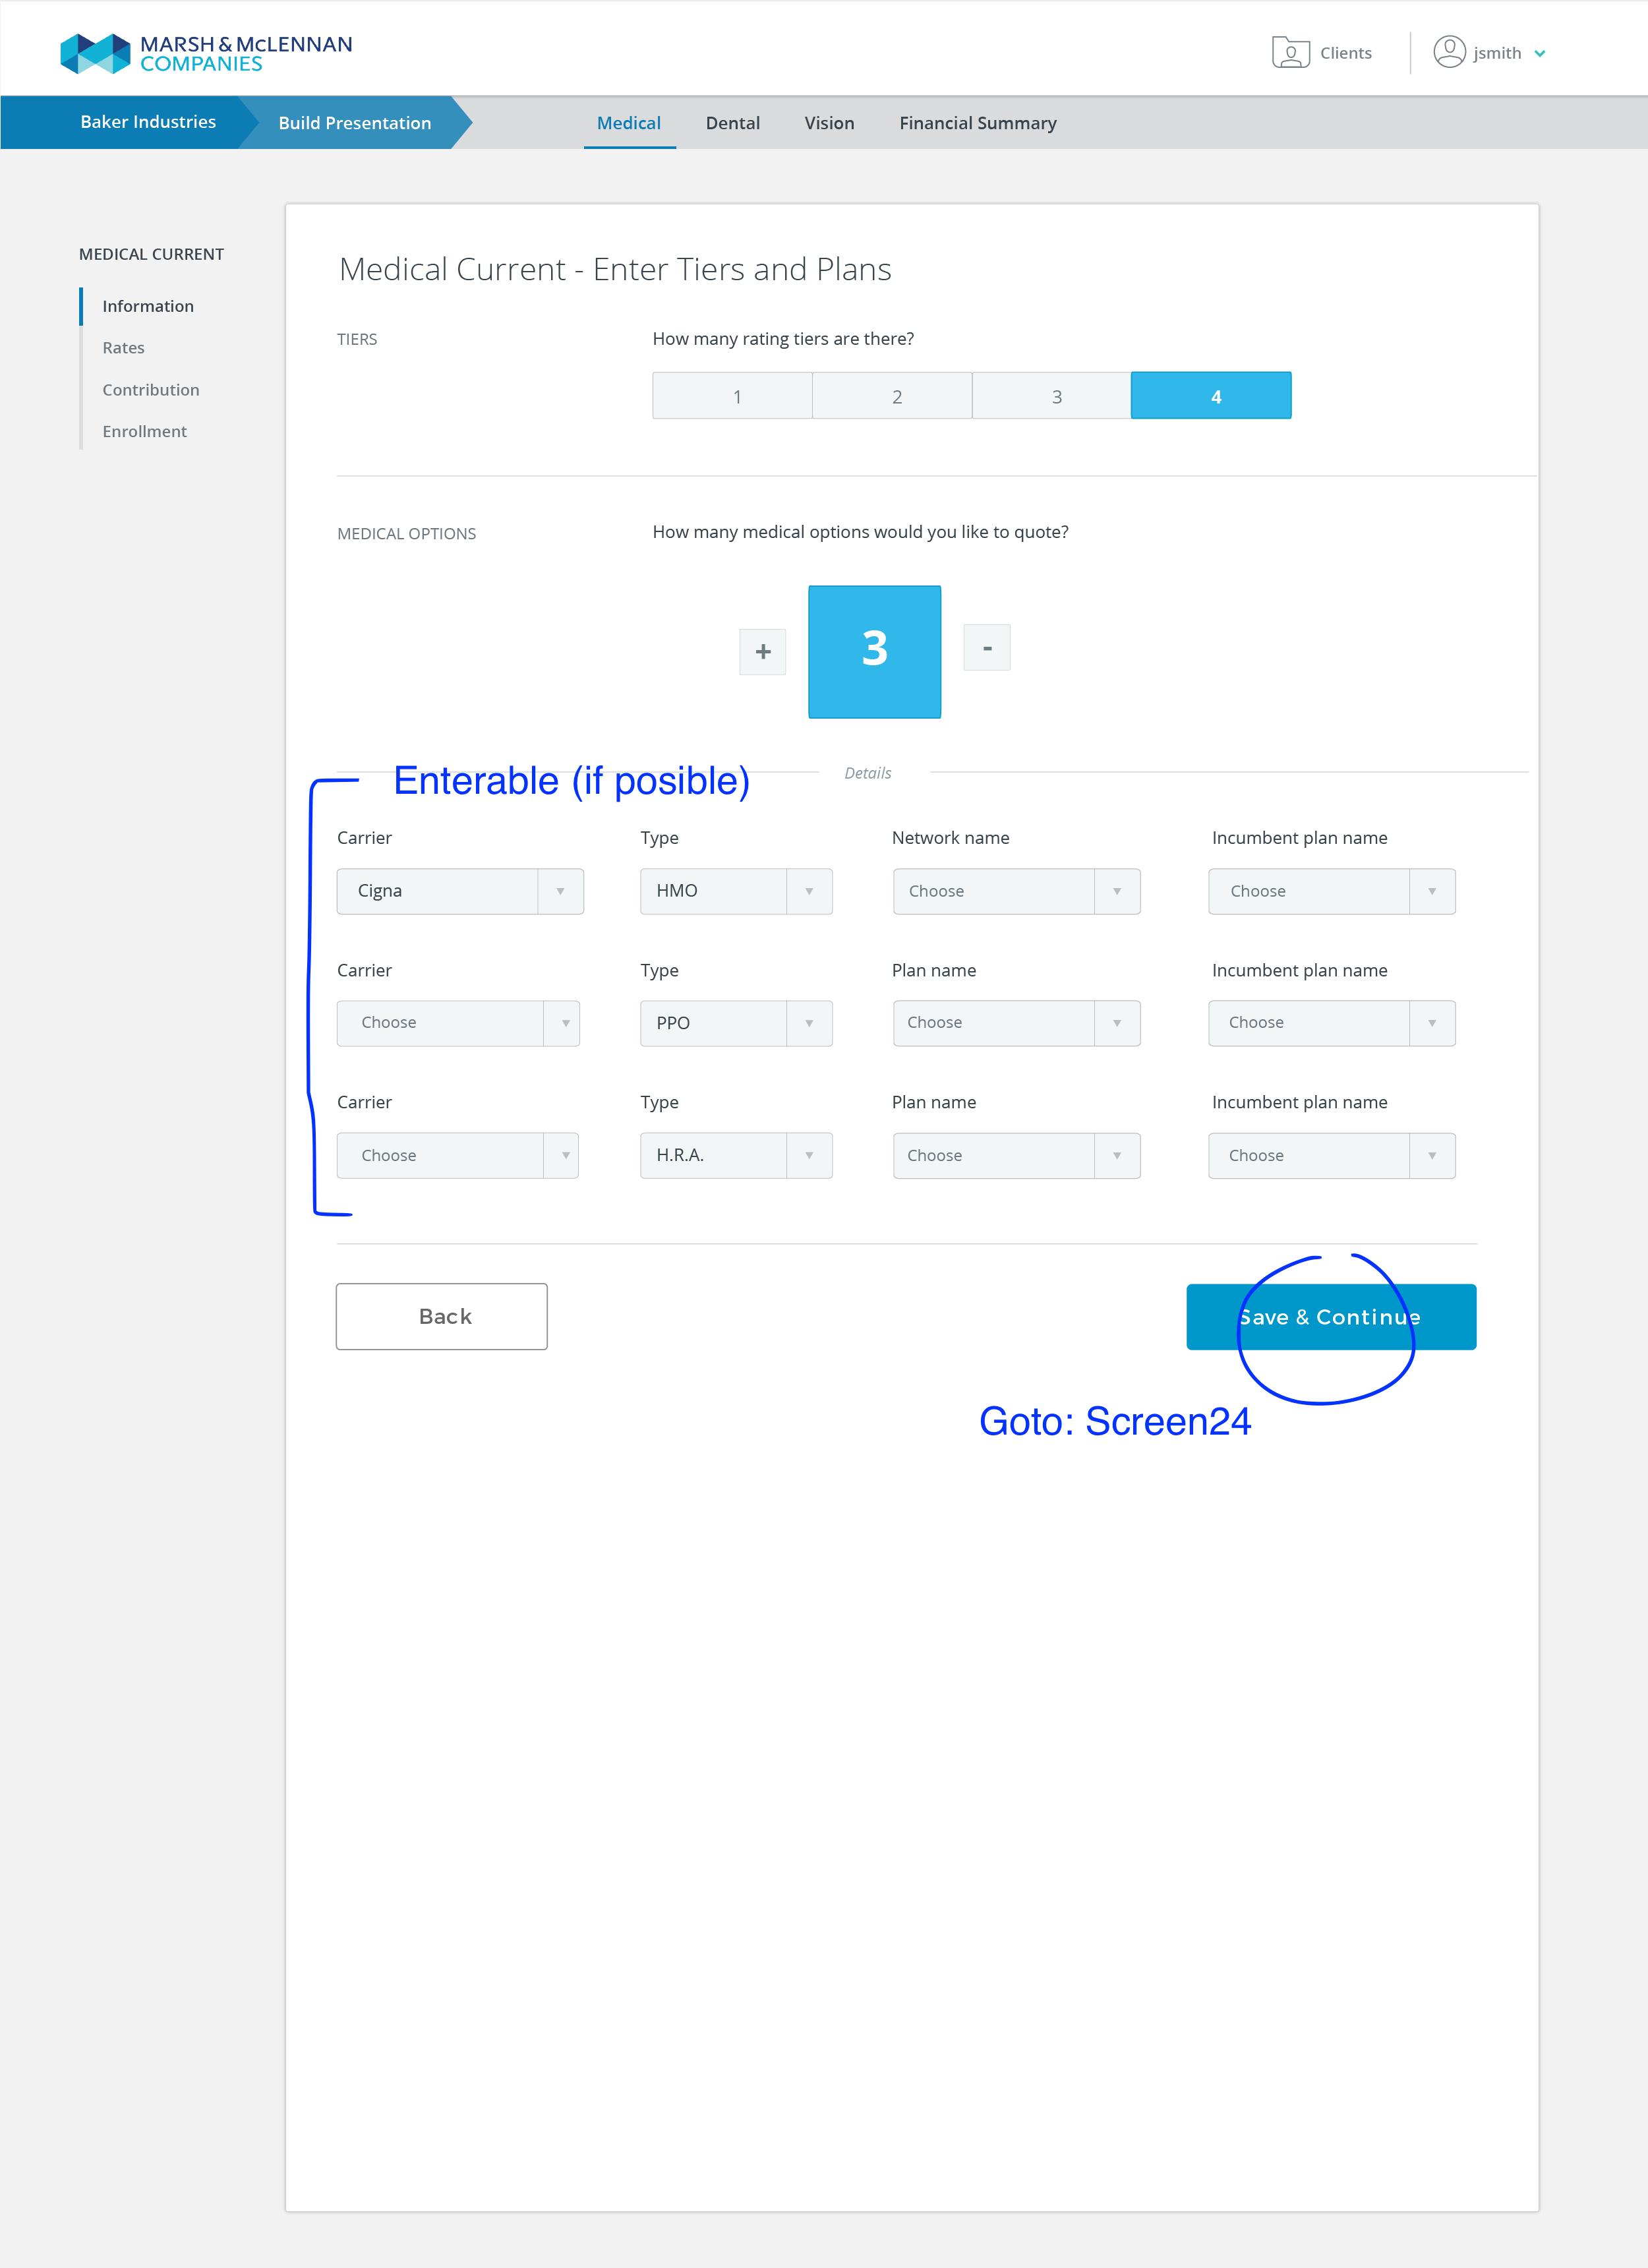 MARSH & McLENNAN
COMPANIES
Clients
jsmith
Baker Industries
Build Presentation
Medical
Dental
Vision
Financial Summary
MEDICAL CURRENT
Information
Rates
Contribution
Enrollment
Medical Current - Enter Tiers and Plans
TIERS
How many rating tiers are there?
1
2
3
4
MEDICAL OPTIONS
How many medical options would you like to quote?
+
3
-
Enterable (if posible)
Details
Carrier
Type
Network name
Incumbent plan name
Cigna
HMO
Choose
Choose
Carrier
Type
Plan name
Incumbent plan name
Choose
PPO
Choose
Choose
Carrier
Type
Plan name
Incumbent plan name
Choose
H.R.A.
Choose
Choose
Back
Save & Continue
Goto: Screen24